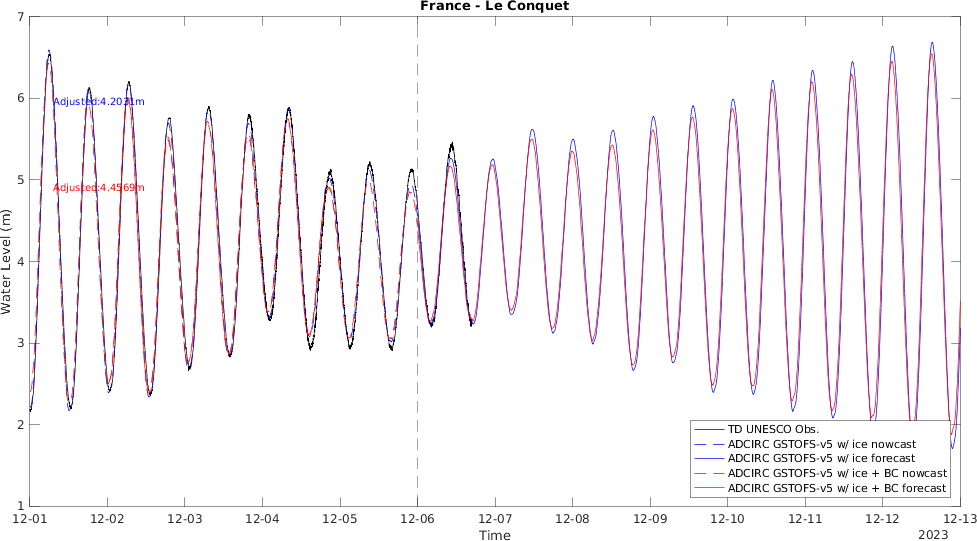 France - Le Conquet
7
6
5
4
3
2
1
Water Level (m)
Adjusted:4.2031m
Adjusted:4.4569m
TD UNESCO Obs.
ADCIRC GSTOFS-v5 w/ ice nowcast
ADCIRC GSTOFS-v5 w/ ice forecast
ADCIRC GSTOFS-v5 w/ ice + BC nowcast
ADCIRC GSTOFS-v5 w/ ice + BC forecast
12-01 12-02 12-03 12-04 12-05 12-06 12-07 12-08 12-09 12-10 12-11 12-12 12-13
Time
2023